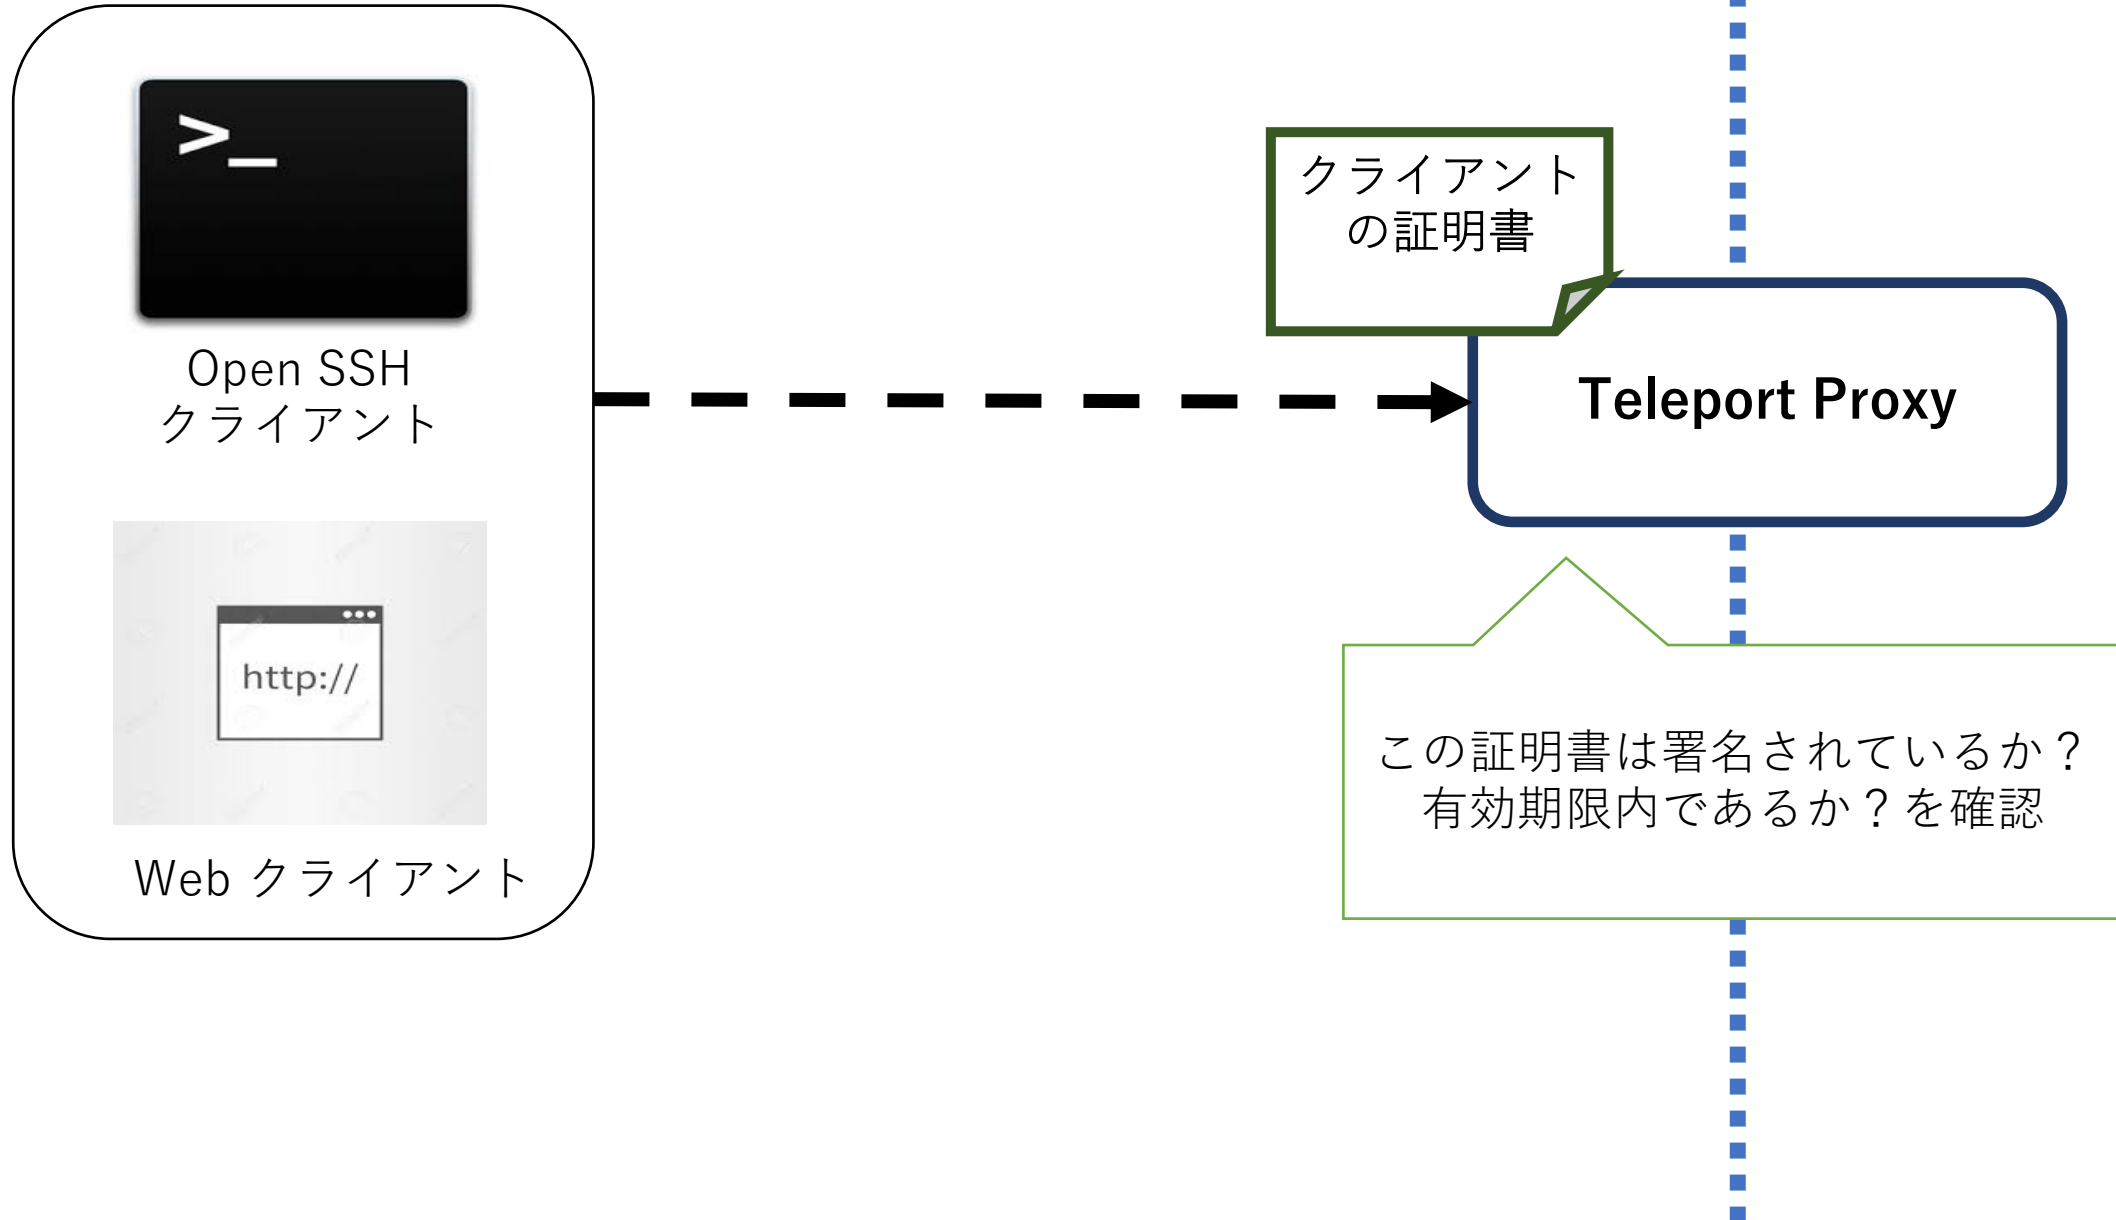 >_
Open SSH
クライアント
http://
Web クライアント
クライアント
の証明書
Teleport Proxy
この証明書は署名されているか？
有効期限内であるか？を確認